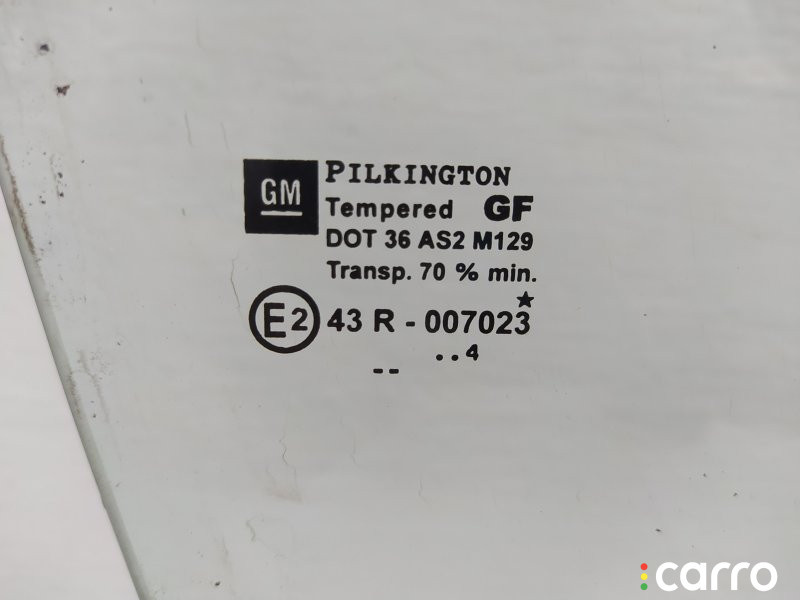 GM
PILKINGTON
Tempered GF
DOT 36 AS2 M129
Transp. 70 % min.
E2 43 R - 007023
. . 4
--
carro